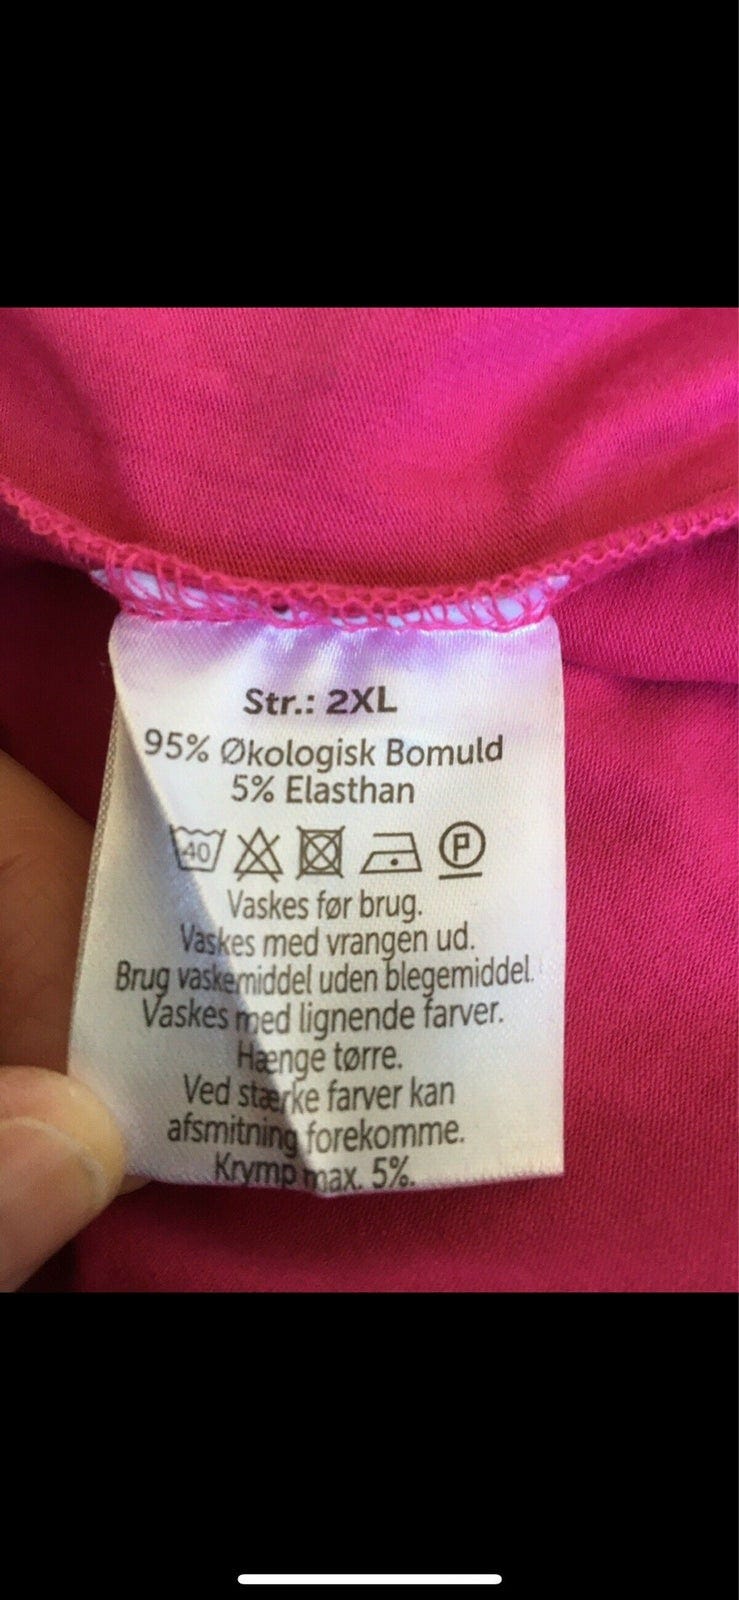 Str.: 2XL
95% Økologisk Bomuld
5% Elasthan
40 P
Vaskes før brug.
Vaskes med vrangen ud.
Brug vaskemiddel uden blegemiddel.
Vaskes med lignende farver.
Hænge tørre.
Ved stærke farver kan
afsmitning forekomme.
Krymp max. 5%.